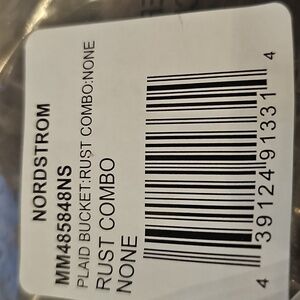 NORDSTROM
MM485848NS
PLAID BUCKET:RUST COMBO:NONE
RUST COMBO
NONE
4 39124 91331 4